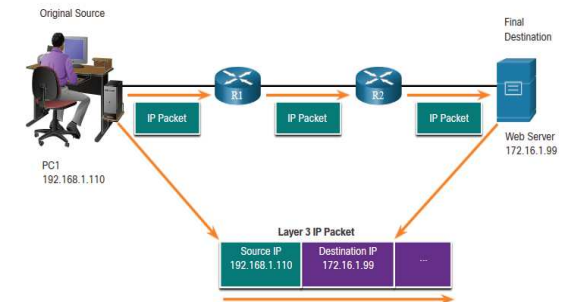 Original Source
Final
Destination
R1
R2
IP Packet
IP Packet
IP Packet
PC1
192.168.1.110
Web Server
172.16.1.99
Layer 3 IP Packet
Source IP
192.168.1.110
Destination IP
172.16.1.99
...